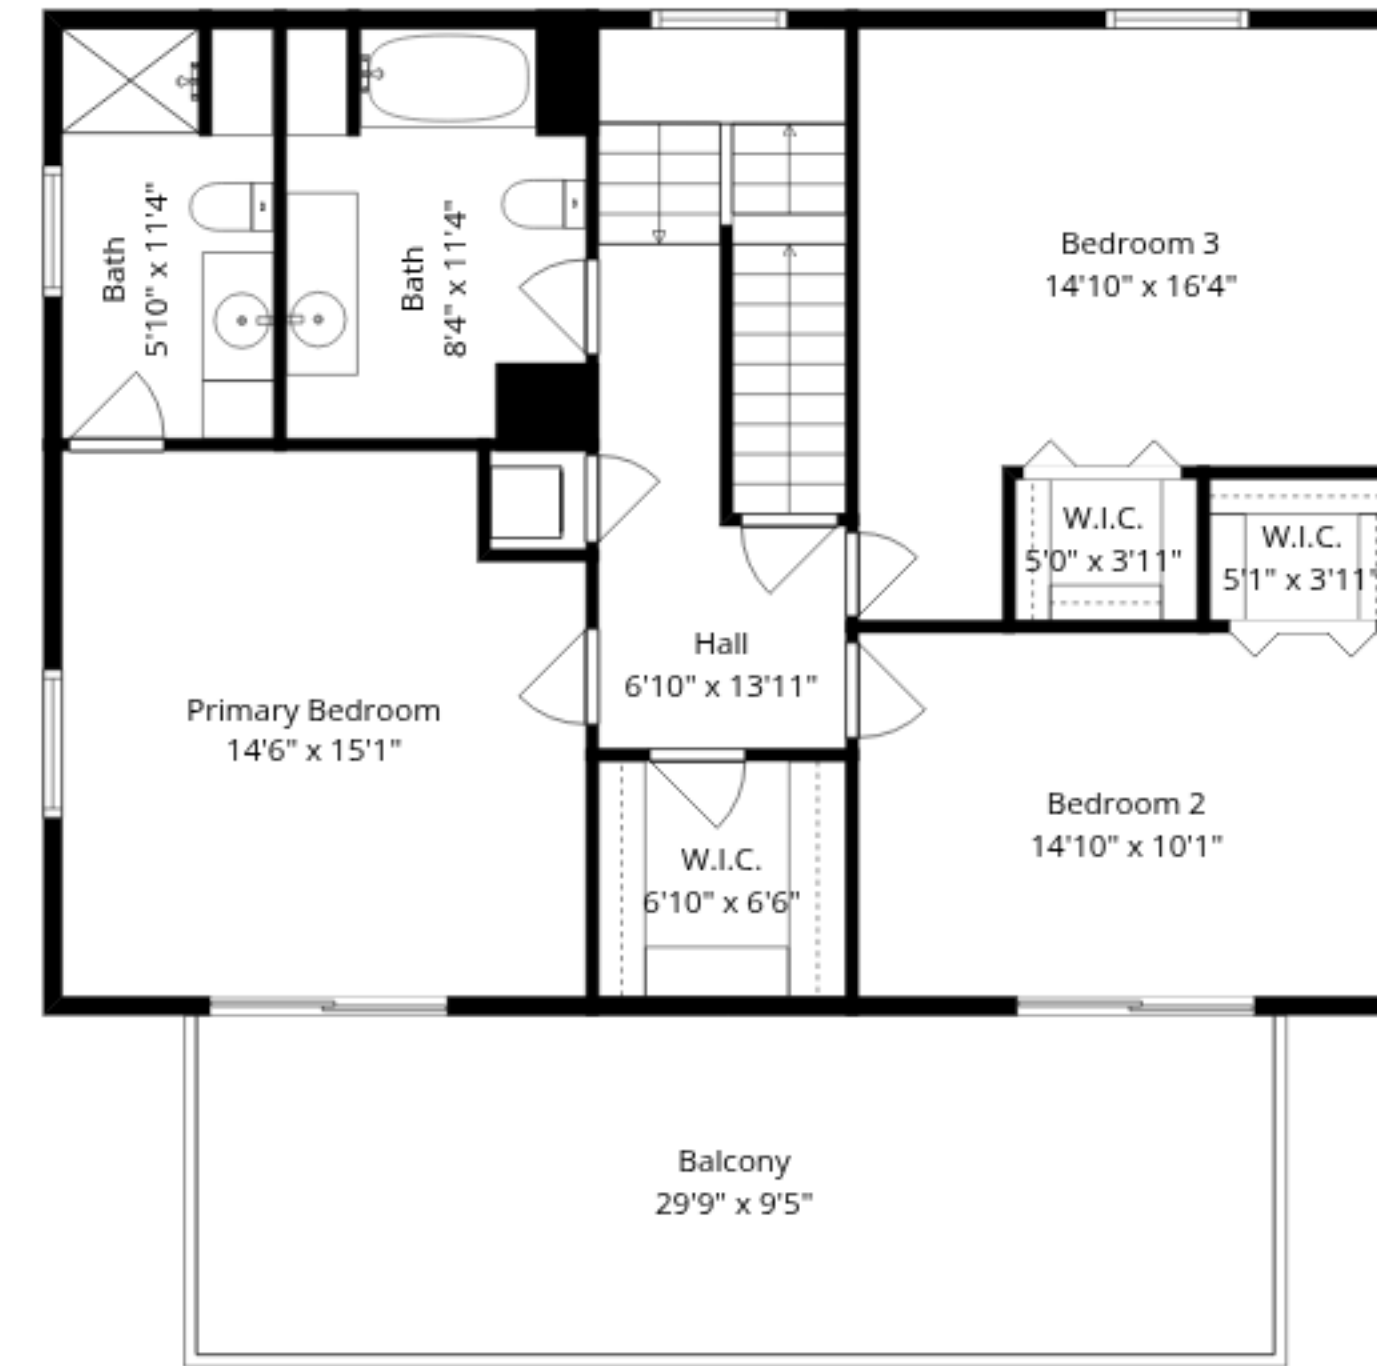 Bath
5'10" x 11'4"
Bath
8'4" x 11'4"
Bedroom 3
14'10" x 16'4"
W.I.C.
5'0" x 3'11"
W.I.C.
5'1" x 3'11"
Hall
6'10" x 13'11"
Primary Bedroom
14'6" x 15'1"
Bedroom 2
14'10" x 10'1"
W.I.C.
6'10" x 6'6"
Balcony
29'9" x 9'5"